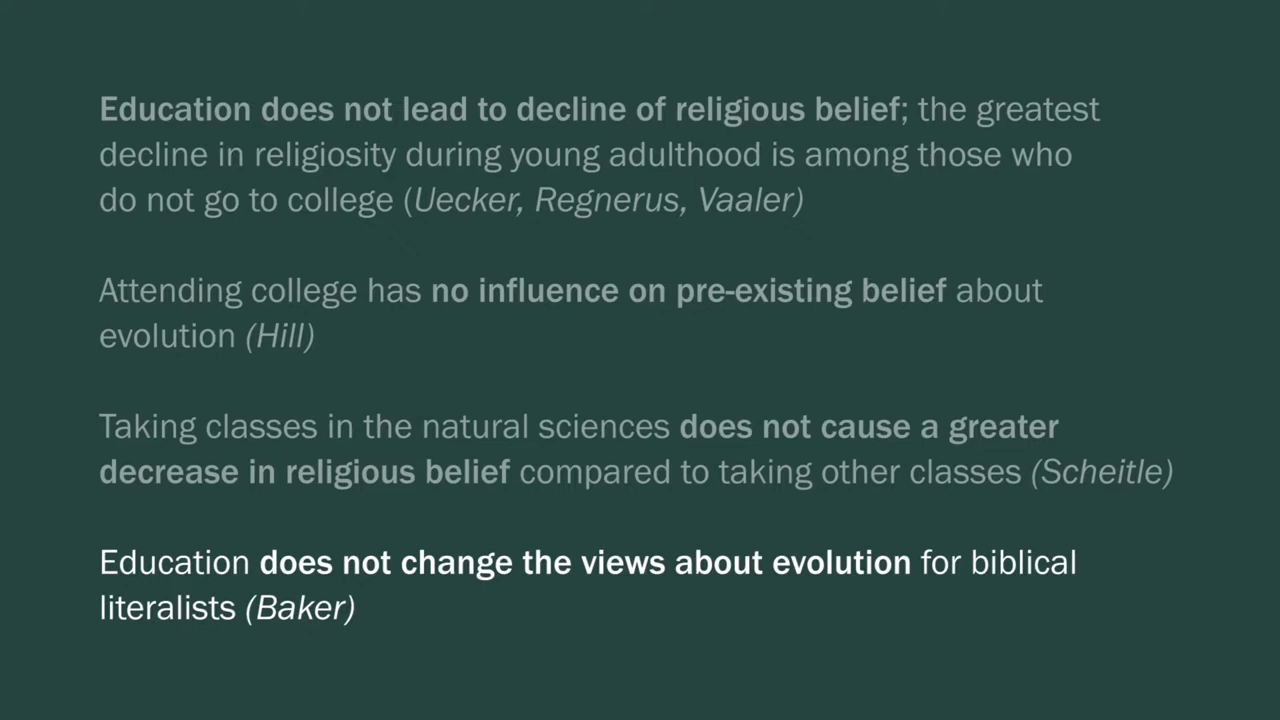 Education does not lead to decline of religious belief; the greatest
decline in religiosity during young adulthood is among those who
do not go to college (Uecker, Regnerus, Vaaler)
Attending college has no influence on pre-existing belief about
evolution (Hill)
Taking classes in the natural sciences does not cause a greater
decrease in religious belief compared to taking other classes (Scheitle)
Education does not change the views about evolution for biblical
literalists (Baker)